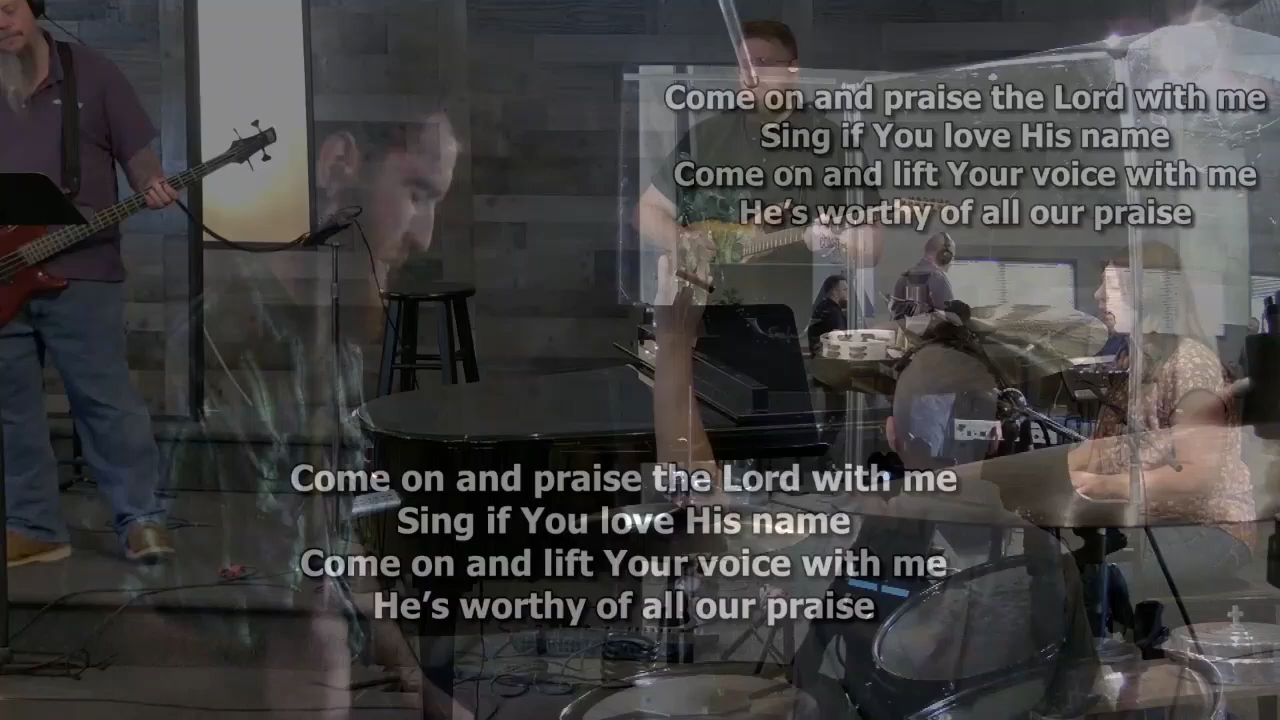 Come on and praise the Lord with me
Sing if You love His name
Come on and lift Your voice with me
He's worthy of all our praise
Come on and praise the Lord with me
Sing if You love His name
Come on and lift Your voice with me
He's worthy of all our praise